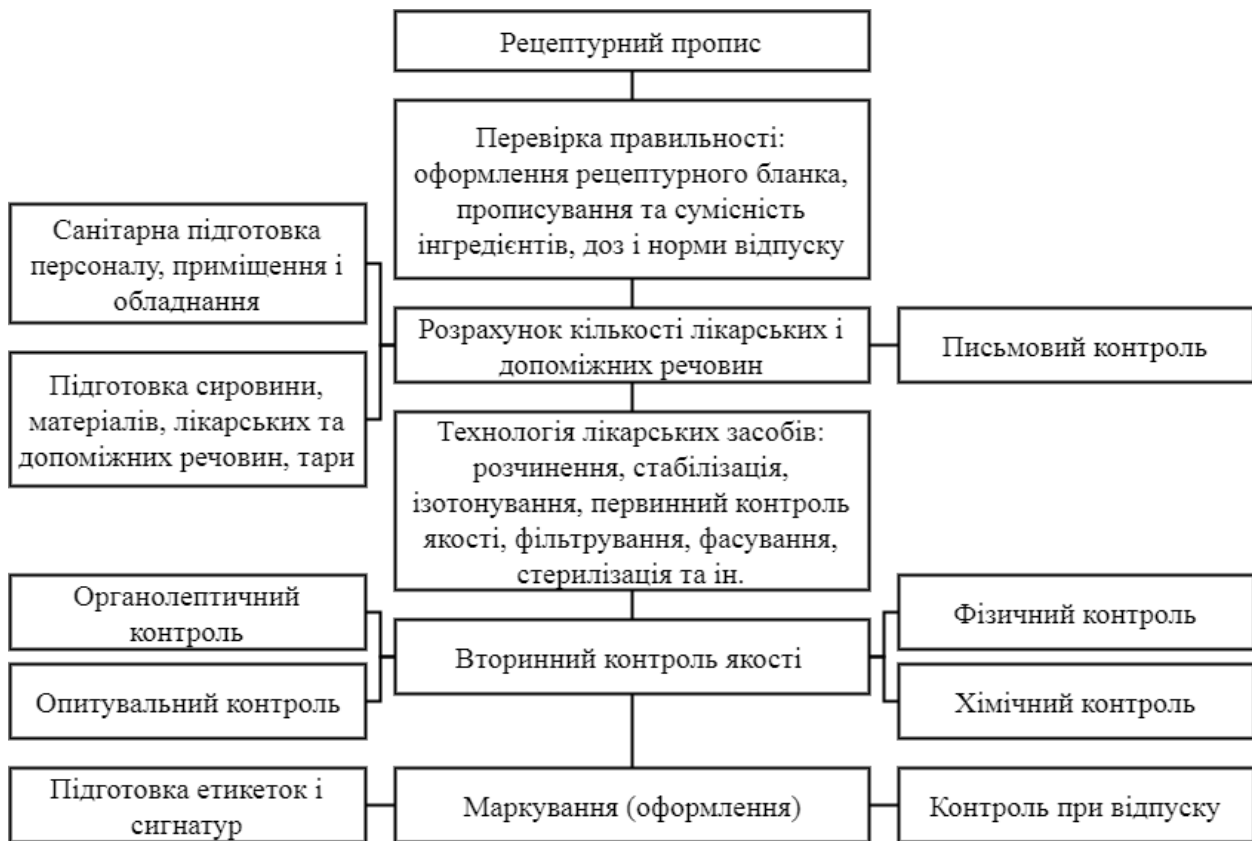 Рецептурний пропис
Перевірка правильності:
оформлення рецептурного бланка,
прописування та сумісність
інгредієнтів, доз і норми відпуску
Санітарна підготовка
персоналу, приміщення і
обладнання
Підготовка сировини,
матеріалів, лікарських та
допоміжних речовин, тари
Розрахунок кількості лікарських і
допоміжних речовин
Письмовий контроль
Технологія лікарських засобів:
розчинення, стабілізація,
ізотонування, первинний контроль
якості, фільтрування, фасування,
стерилізація та ін.
Органолептичний
контроль
Опитувальний контроль
Вторинний контроль якості
Фізичний контроль
Хімічний контроль
Підготовка етикеток і
сигнатур
Маркування (оформлення)
Контроль при відпуску